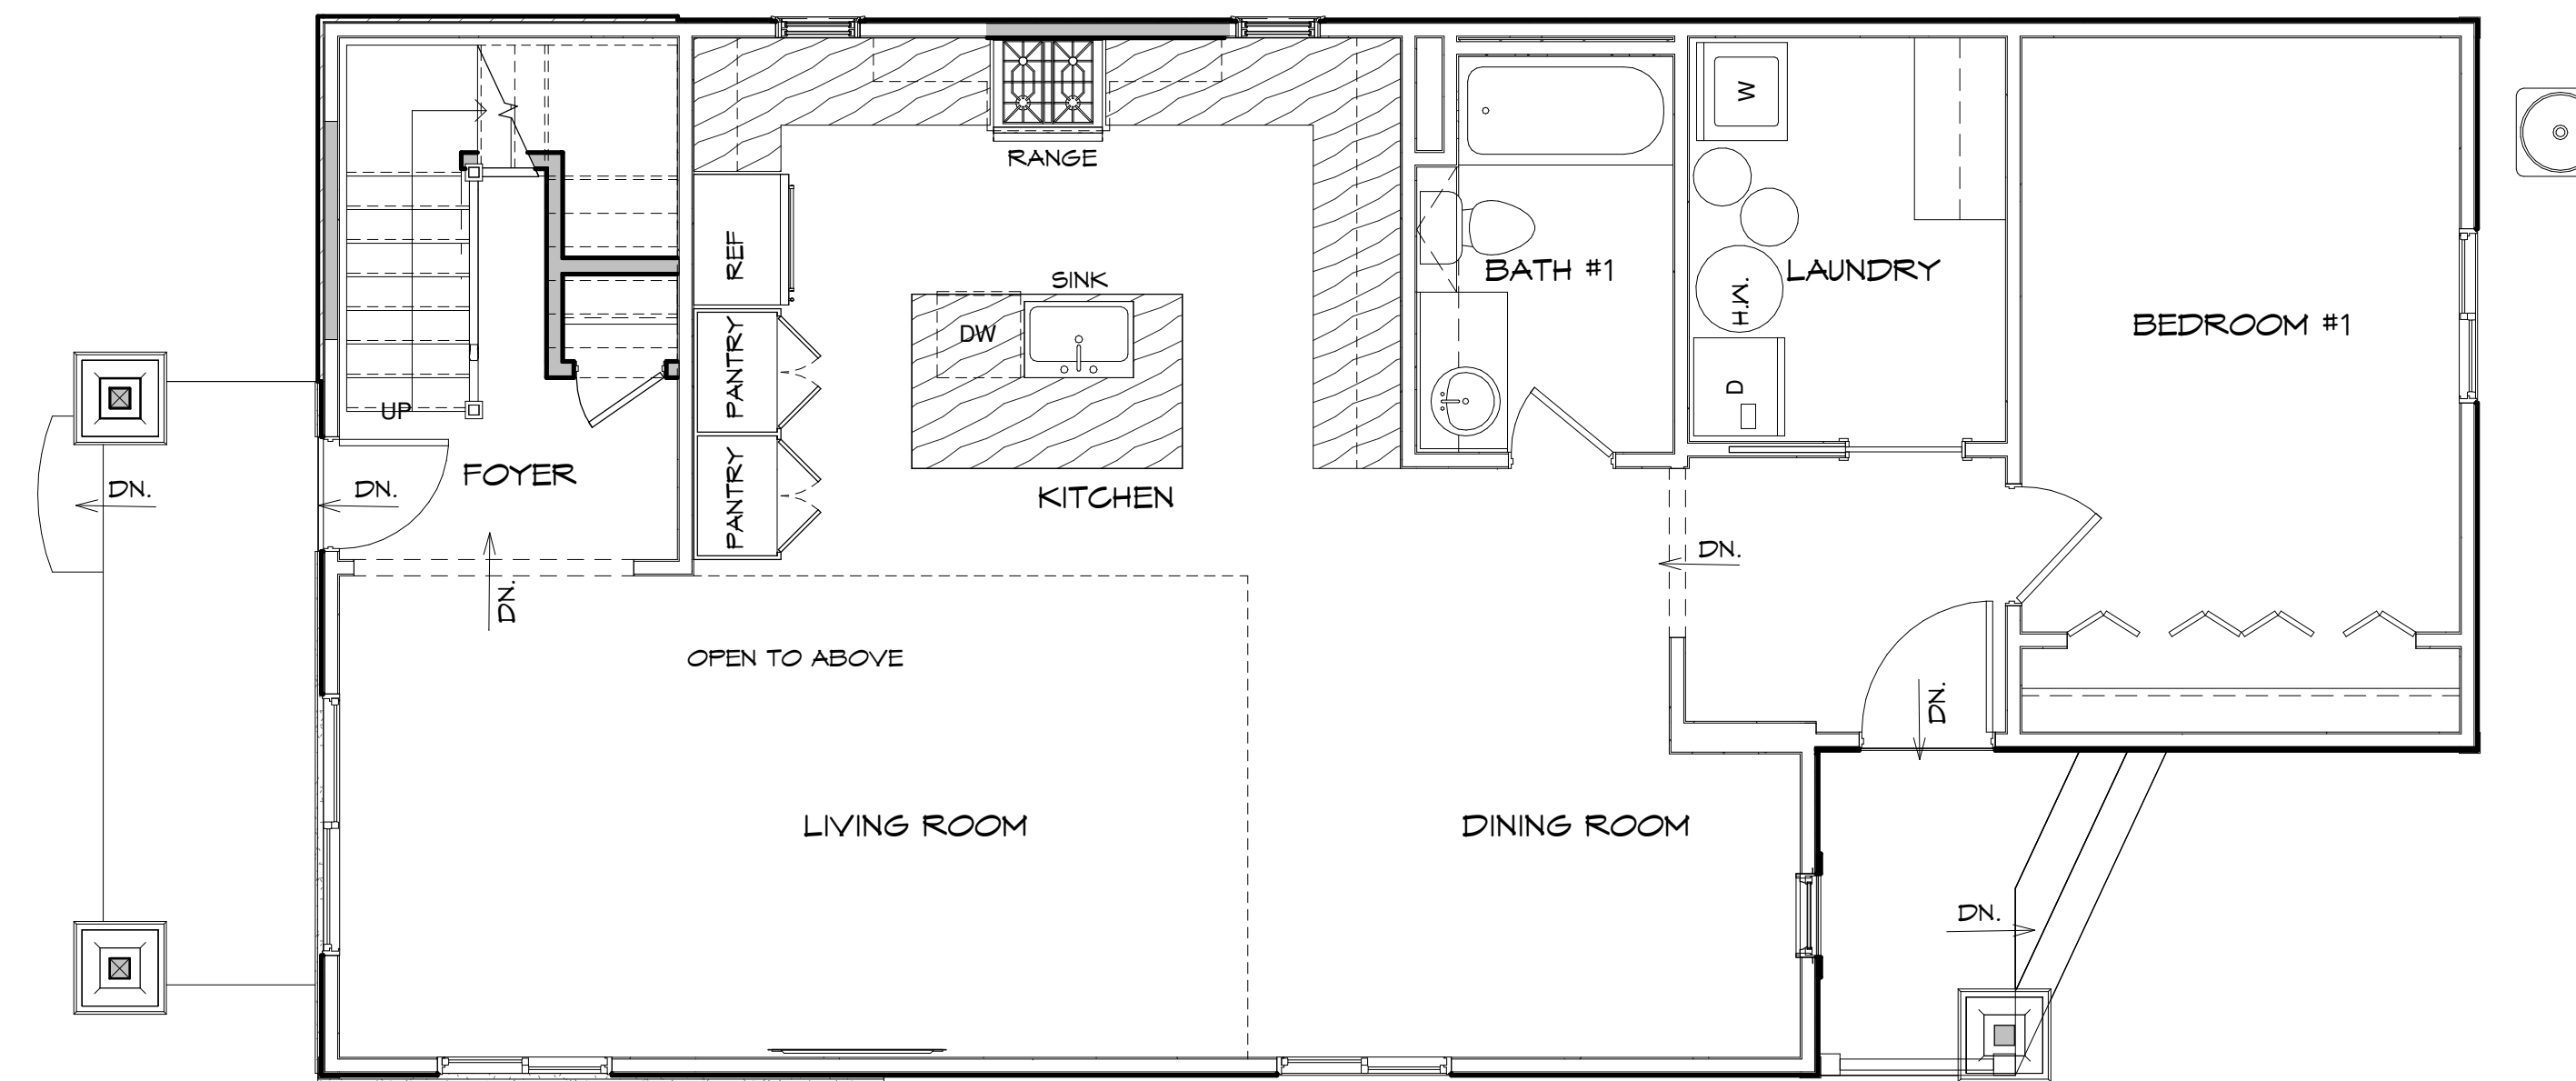 W
RANGE
REF
SINK
BATH #1
LAUNDRY
H.W.
BEDROOM #1
DW
PANTRY
D
UP
FOYER
DN.
DN.
PANTRY
KITCHEN
DN.
DN.
OPEN TO ABOVE
DN.
LIVING ROOM
DINING ROOM
DN.